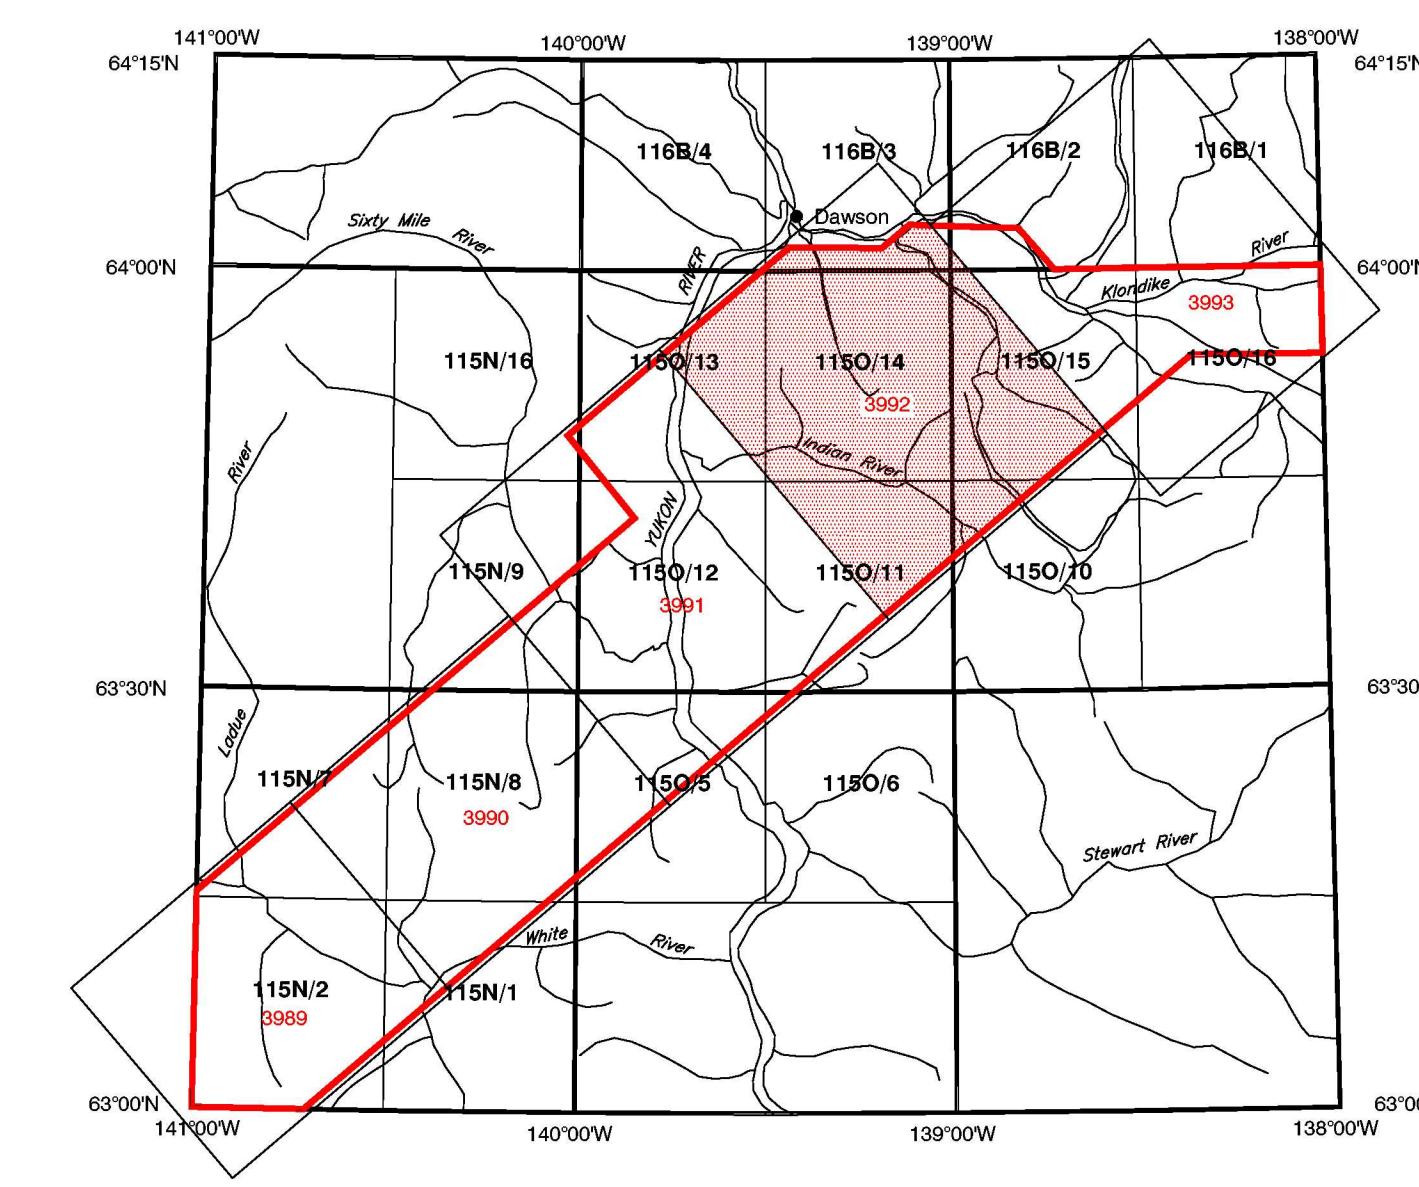 141°00'W
140°00'W
139°00'W
138°00'W
64°15'N
64°15'N
116B/4
116B/3
116B/2
116B/1
Dawson
Sixty Mile River
RIVER
River
64°00'N
64°00'N
Klondike
3993
115N/16
115O/13
115O/14
115O/15
115O/16
3992
River
Indian River
YUKON
115N/9
115O/12
115O/11
115O/10
3991
63°30'N
63°30
Ladue
115N/7
115N/8
115O/5
115O/6
3990
Stewart River
White River
115N/2
115N/1
3989
63°00'N
63°0
141°00'W
140°00'W
139°00'W
138°00'W